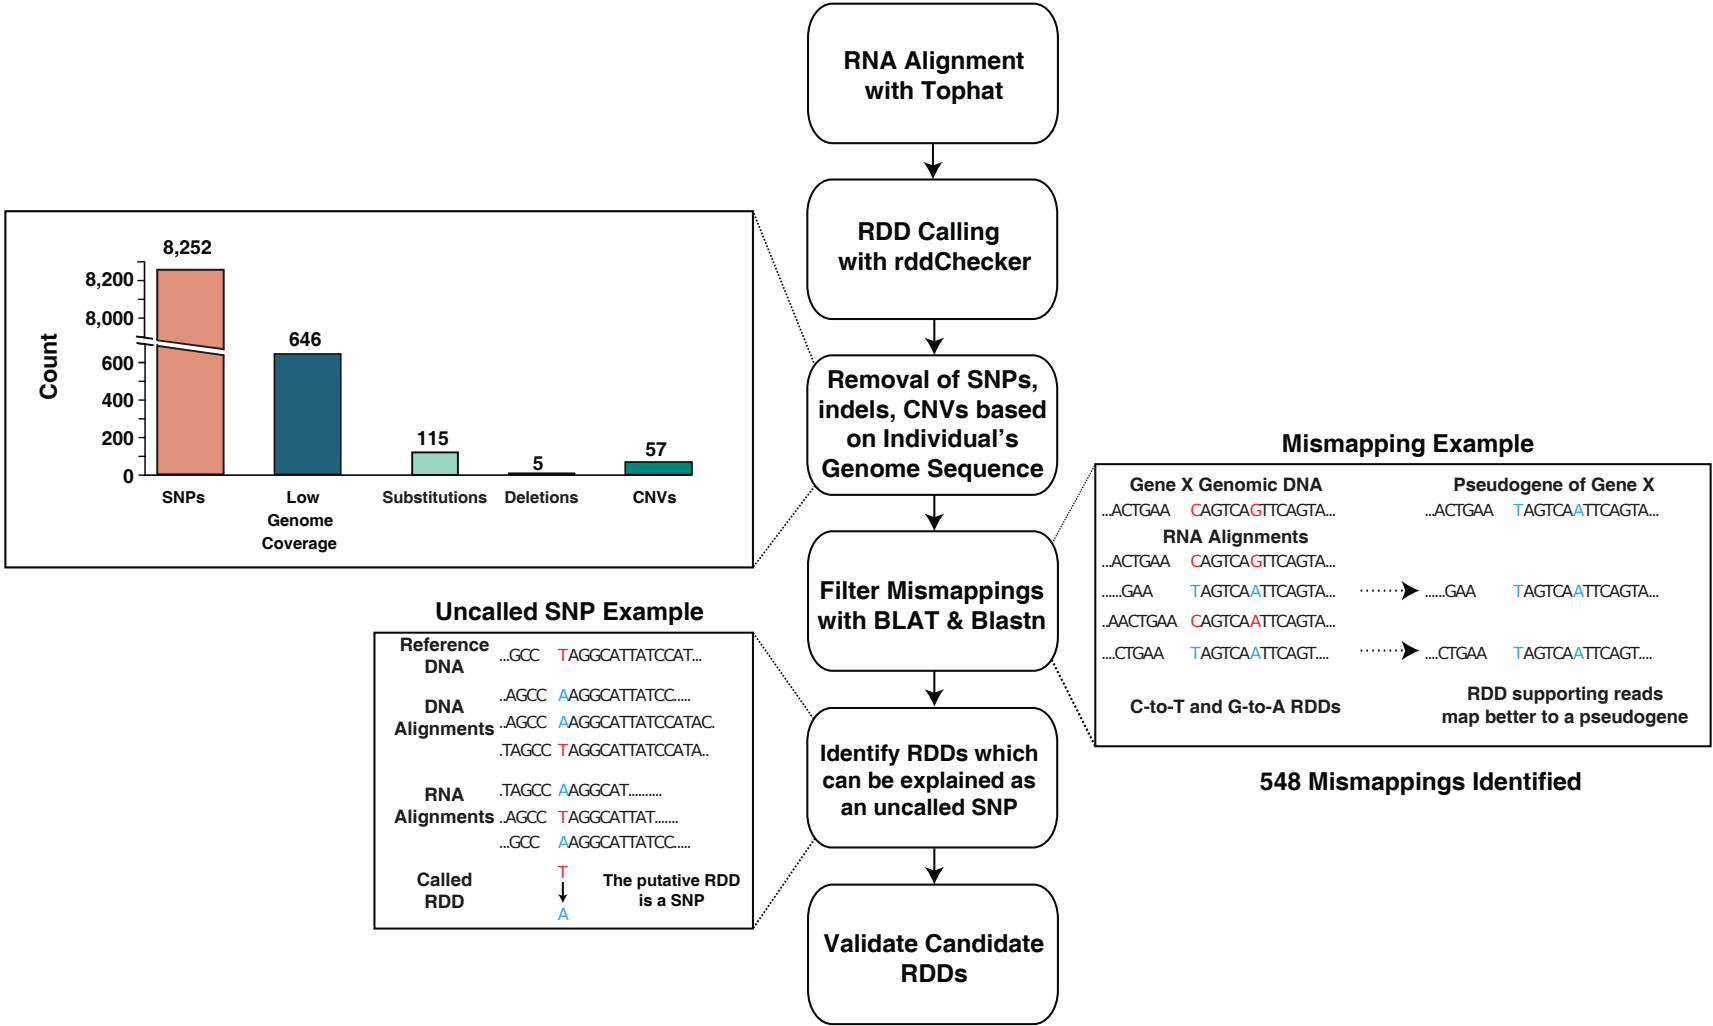 RNA Alignment
with Tophat
RDD Calling
with rddChecker
Removal of SNPs,
indels, CNVs based
on Individual's
Genome Sequence
Filter Mismappings
with BLAT & Blastn
Identify RDDs which
can be explained as
an uncalled SNP
Validate Candidate
RDDs
Count
8,200
8,000
600
400
200
0
8,252
646
115
5
57
SNPs
Low
Genome
Coverage
Substitutions
Deletions
CNVs
Uncalled SNP Example
Reference
DNA
...GCC TAGGCATTATCCAT...
DNA
Alignments
..AGCC AAGGCATTATCC.....
..AGCC AAGGCATTATCCATAC.
.TAGCC TAGGCATTATCCATA..
RNA
Alignments
.TAGCC AAGGCAT..........
..AGCC TAGGCATTAT.......
...GCC AAGGCATTATCC.....
Called
RDD
T
A
The putative RDD
is a SNP
Mismapping Example
Gene X Genomic DNA
...ACTGAA CAGTCAGTTCAGTA...
RNA Alignments
...ACTGAA CAGTCAGTTCAGTA...
......GAA TAGTCAATTCAGTA...
..AACTGAA CAGTCAATTCAGTA...
....CTGAA TAGTCAATTCAGT....
C-to-T and G-to-A RDDs
Pseudogene of Gene X
...ACTGAA TAGTCAATTCAGTA...
......GAA TAGTCAATTCAGTA...
....CTGAA TAGTCAATTCAGT....
RDD supporting reads
map better to a pseudogene
548 Mismappings Identified